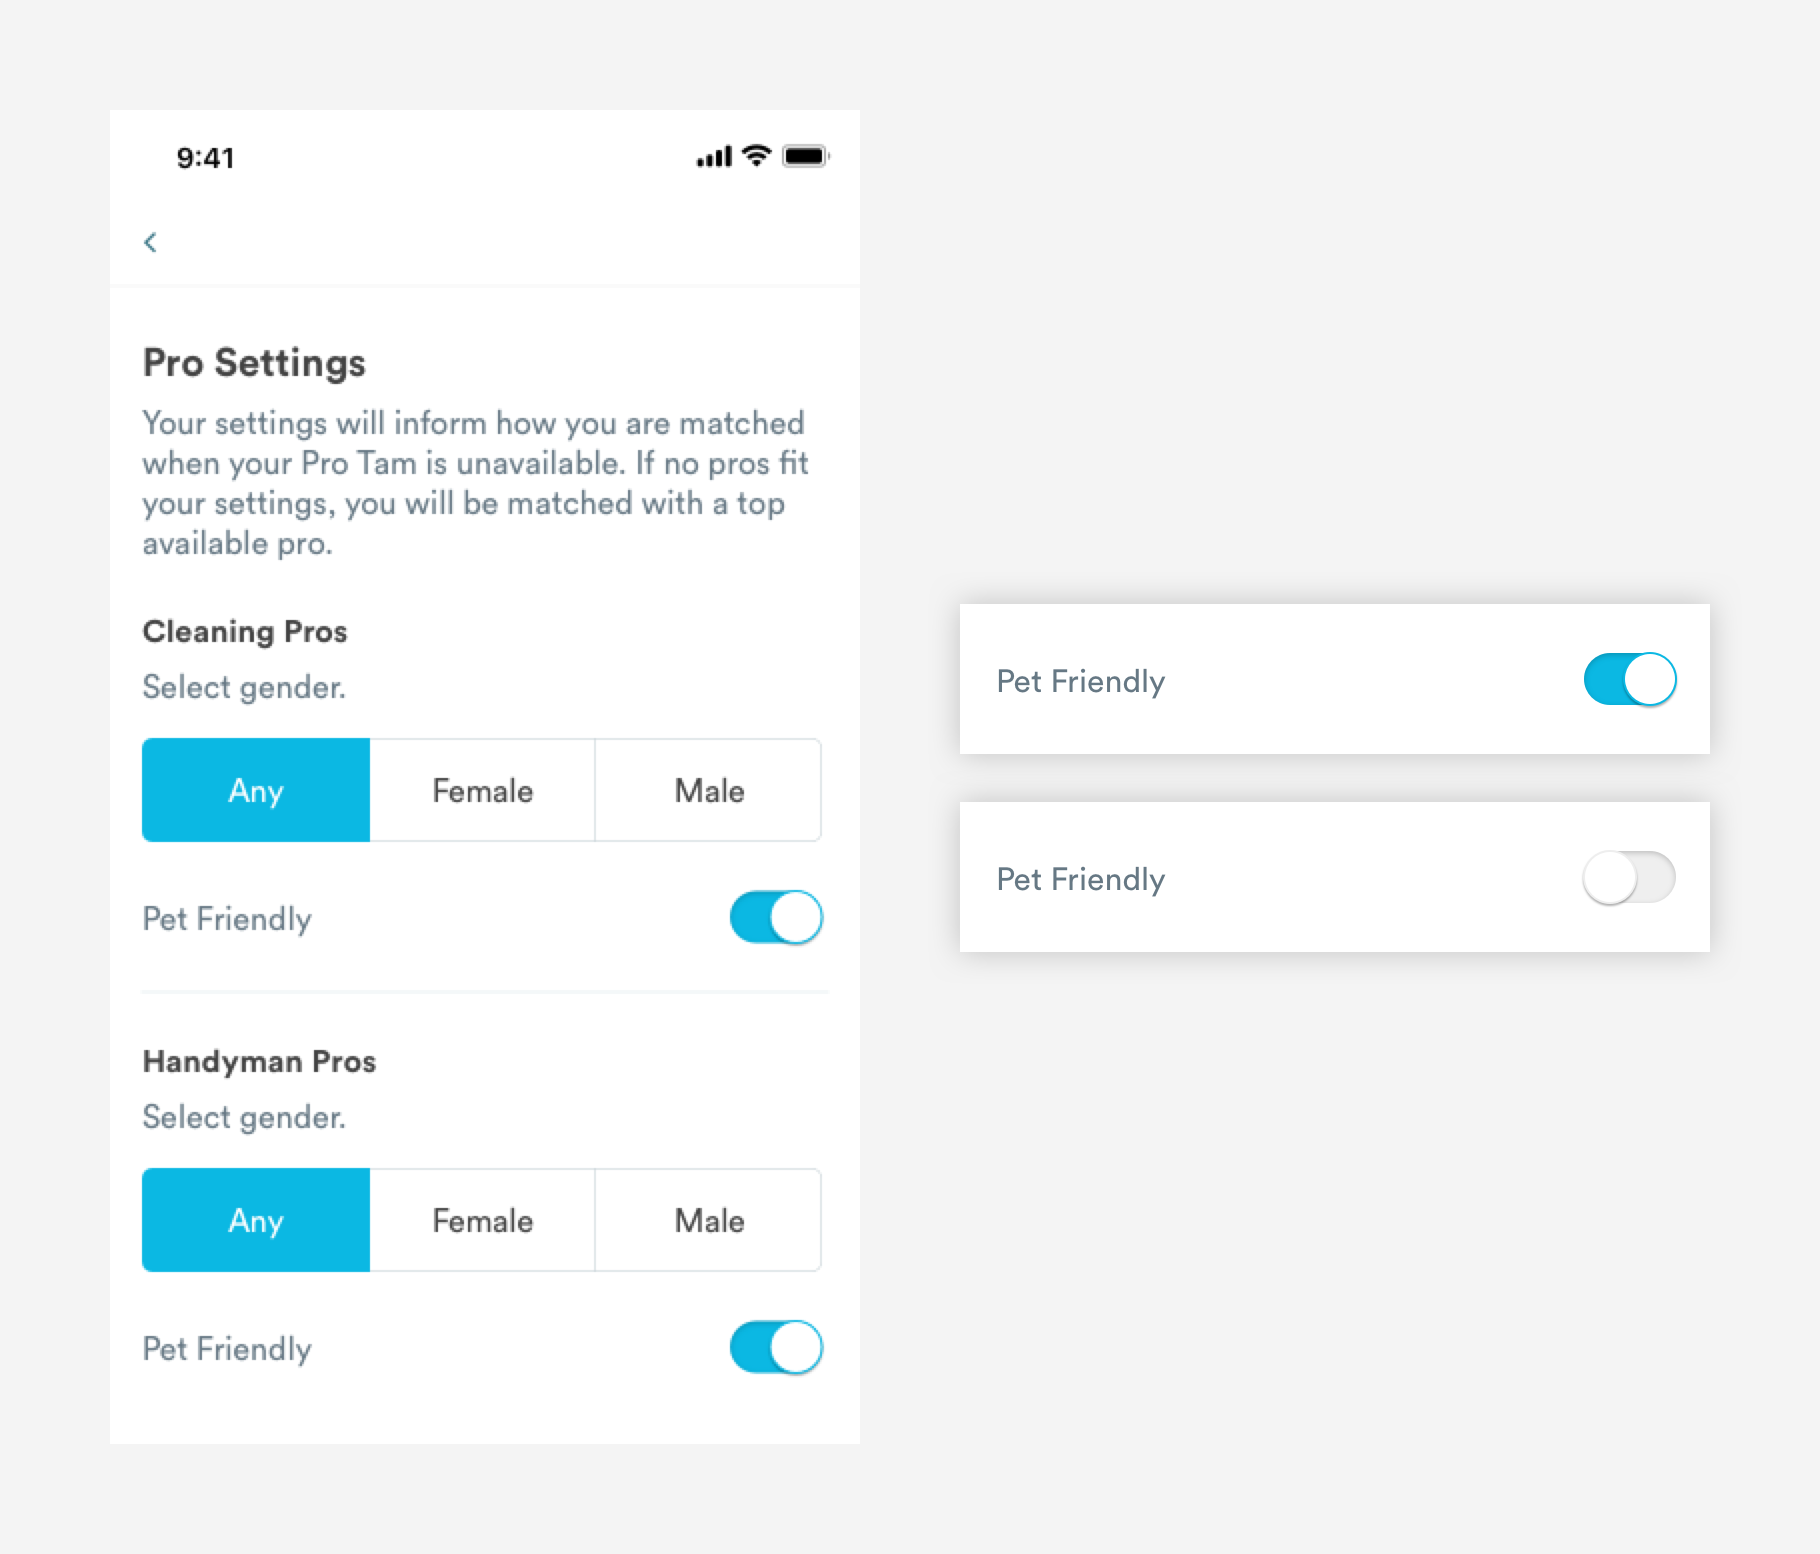 9:41
Pro Settings
Your settings will inform how you are matched
when your Pro Tam is unavailable. If no pros fit
your settings, you will be matched with a top
available pro.
Cleaning Pros
Select gender.
Any Female Male
Pet Friendly
Handyman Pros
Select gender.
Any Female Male
Pet Friendly
Pet Friendly
Pet Friendly